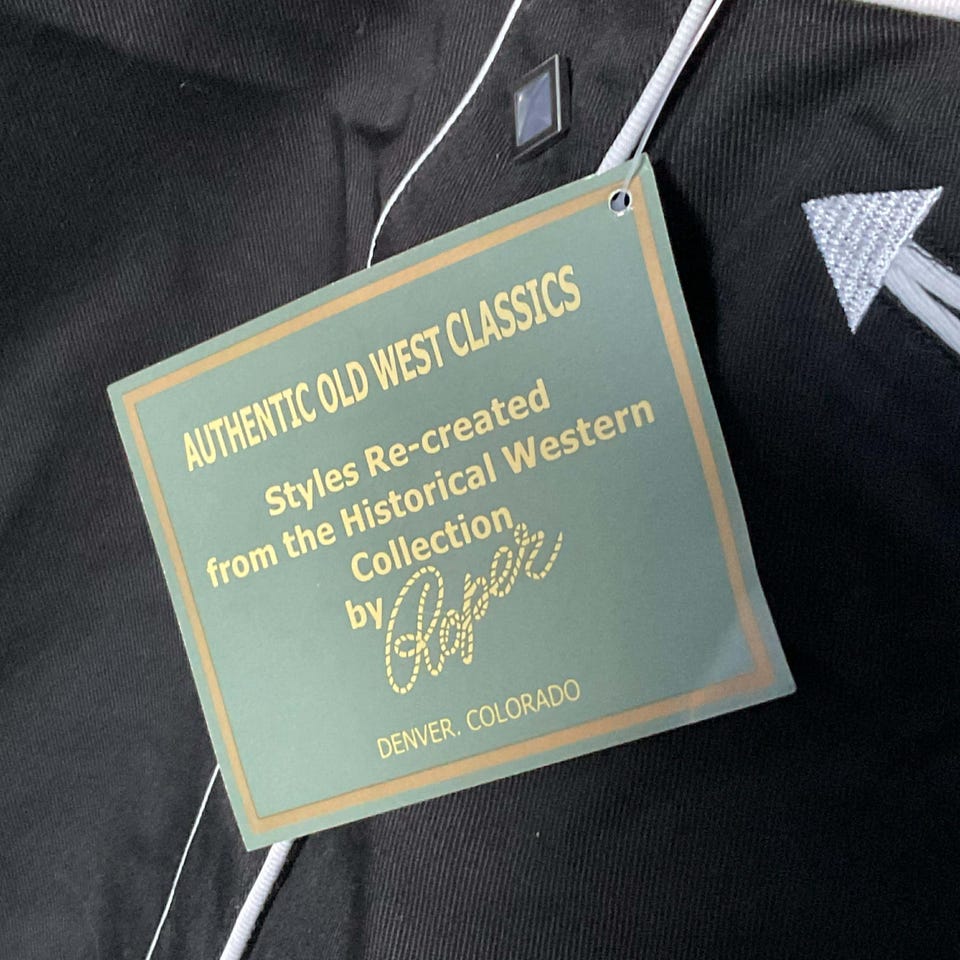 AUTHENTIC OLD WEST CLASSICS
Styles Re-created
from the Historical Western
Collection
by Roper
DENVER. COLORADO